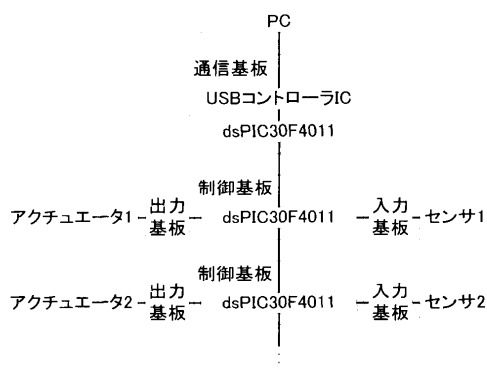 PC
通信基板
USBコントローラIC
dsPIC30F4011
制御基板
アクチュエータ1 出力基板 dsPIC30F4011 入力基板 センサ1
制御基板
アクチュエータ2 出力基板 dsPIC30F4011 入力基板 センサ2